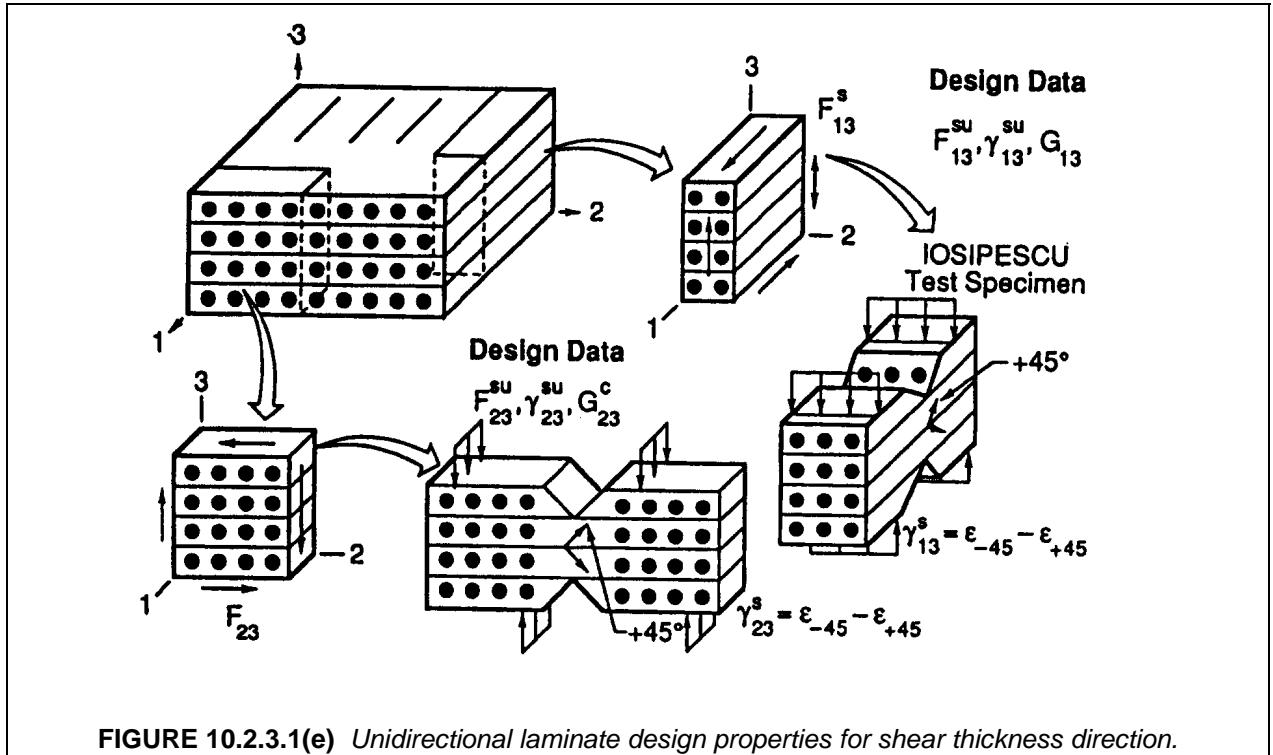 3
2
1
3
F^s_13
2
1
Design Data
F^su_13, γ^su_13, G_13
IOSIPESCU
Test Specimen
+45°
γ^s_13 = ε_-45 – ε_+45
Design Data
F^su_23, γ^su_23, G^c_23
3
2
1
F_23
+45°
γ^s_23 = ε_-45 – ε_+45
FIGURE 10.2.3.1(e) Unidirectional laminate design properties for shear thickness direction.